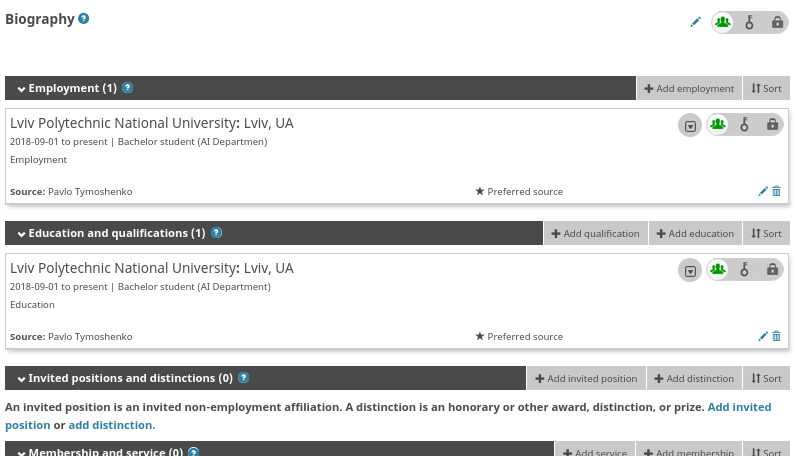 Biography
Employment (1)
Add employment
Sort
Lviv Polytechnic National University: Lviv, UA
2018-09-01 to present | Bachelor student (AI Departmen)
Employment
Source: Pavlo Tymoshenko
Preferred source
Education and qualifications (1)
Add qualification
Add education
Sort
Lviv Polytechnic National University: Lviv, UA
2018-09-01 to present | Bachelor student (AI Department)
Education
Source: Pavlo Tymoshenko
Preferred source
Invited positions and distinctions (0)
Add invited position
Add distinction
Sort
An invited position is an invited non-employment affiliation. A distinction is an honorary or other award, distinction, or prize. Add invited
position or add distinction.
Membership and service (0)
Add service
Add membership
Sort